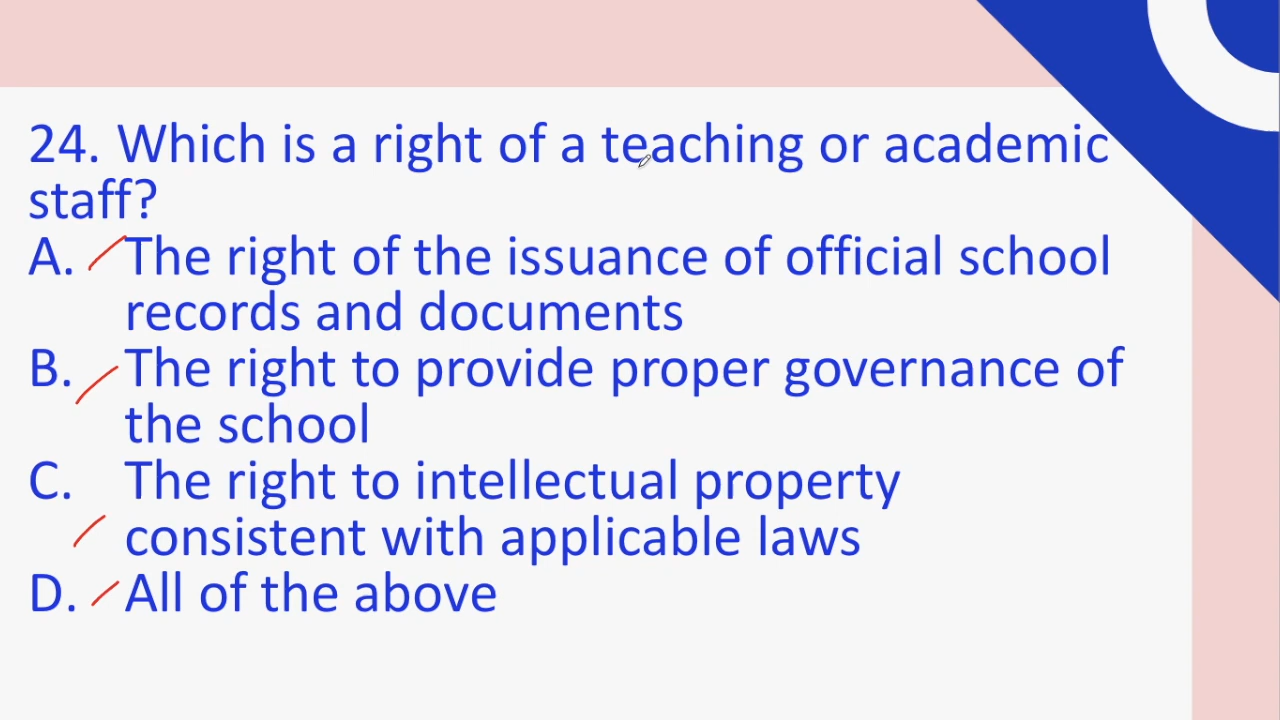 24. Which is a right of a teaching or academic
staff?
A. The right of the issuance of official school
records and documents
B. The right to provide proper governance of
the school
C. The right to intellectual property
consistent with applicable laws
D. All of the above